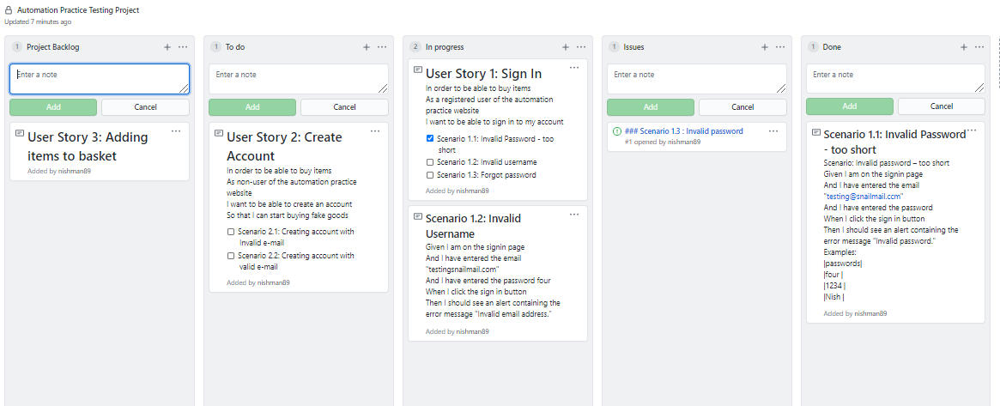 Automation Practice Testing Project
Updated 7 minutes ago
1 Project Backlog
Enter a note
Add Cancel
User Story 3: Adding
items to basket
Added by nishman89
1 To do
Enter a note
Add Cancel
User Story 2: Create
Account
In order to be able to buy items
As non-user of the automation practice
website
I want to be able to create an account
So that I can start buying fake goods
Scenario 2.1: Creating account with
Invalid e-mail
Scenario 2.2: Creating account with
valid e-mail
Added by nishman89
2 In progress
User Story 1: Sign In
In order to be able to buy items
As a registered user of the automation
practice website
I want to be able to sign in to my account
Scenario 1.1: Invalid Password - too
short
Scenario 1.2: Invalid username
Scenario 1.3: Forgot password
Added by nishman89
Scenario 1.2: Invalid
Username
Given I am on the signin page
And I have entered the email
"testingsnailmail.com"
And I have entered the password four
When I click the sign in button
Then I should see an alert containing the
error message "Invalid email address."
Added by nishman89
1 Issues
Enter a note
Add Cancel
### Scenario 1.3 : Invalid password
#1 opened by nishman89
1 Done
Enter a note
Add Cancel
Scenario 1.1: Invalid Password
- too short
Scenario: Invalid password – too short
Given I am on the signin page
And I have entered the email
"testing@snailmail.ccm"
And I have entered the password
When I click the sign in button
Then I should see an alert containing the
error message "Invalid password."
Examples:
|passwords|
|four |
|1234 |
|Nish |
Added by nishman89